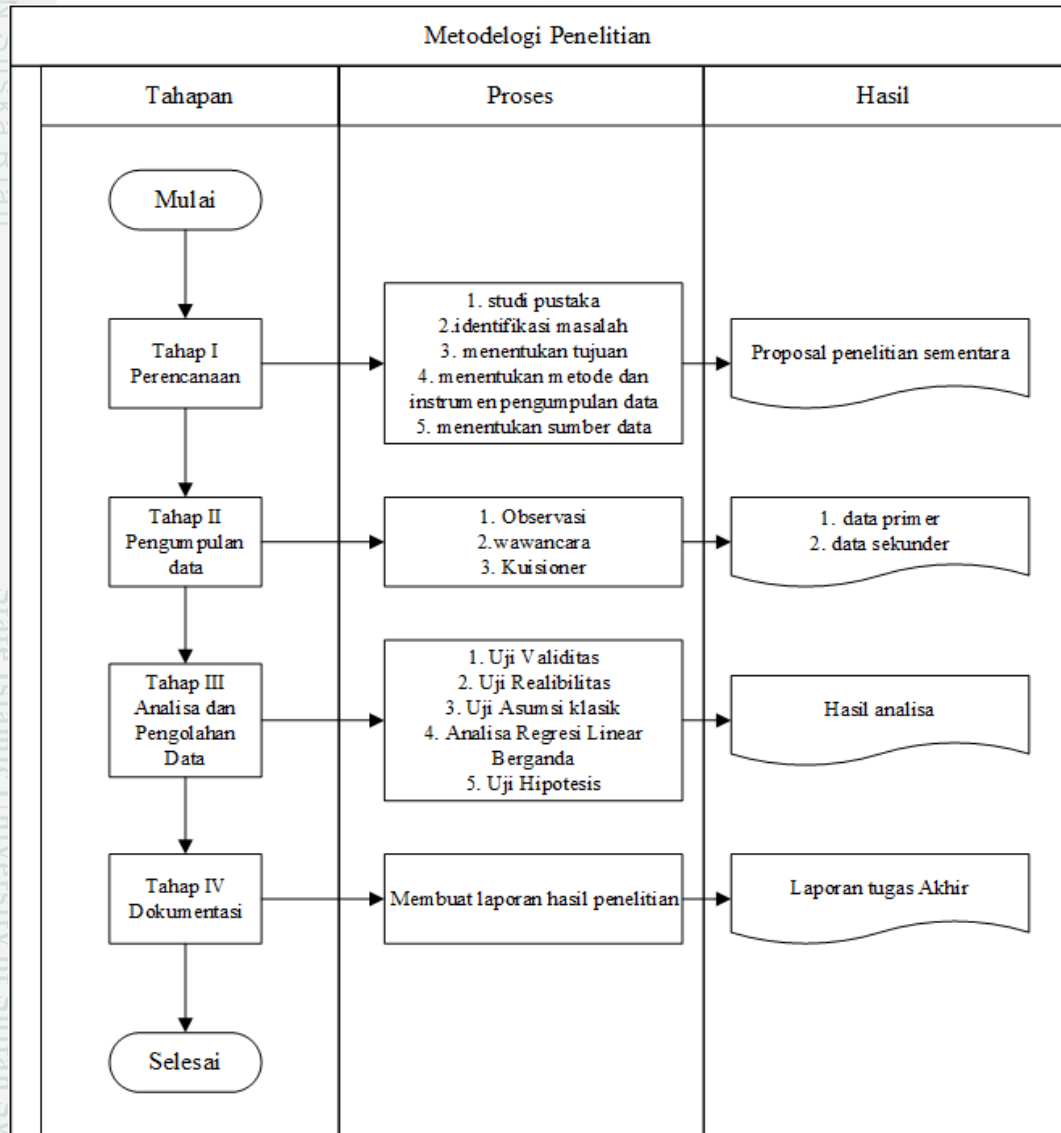 Metodelogi Penelitian
Tahapan
Proses
Hasil
Mulai
Tahap I
Perencanaan
1. studi pustaka
2.identifikasi masalah
3. menentukan tujuan
4. menentukan metode dan
instrumen pengumpulan data
5. menentukan sumber data
Proposal penelitian sementara
Tahap II
Pengumpulan
data
1. Observasi
2.wawancara
3. Kuisioner
1. data primer
2. data sekunder
Tahap III
Analisa dan
Pengolahan
Data
1. Uji Validitas
2. Uji Realibilitas
3. Uji Asumsi klasik
4. Analisa Regresi Linear
Berganda
5. Uji Hipotesis
Hasil analisa
Tahap IV
Dokumentasi
Membuat laporan hasil penelitian
Laporan tugas Akhir
Selesai